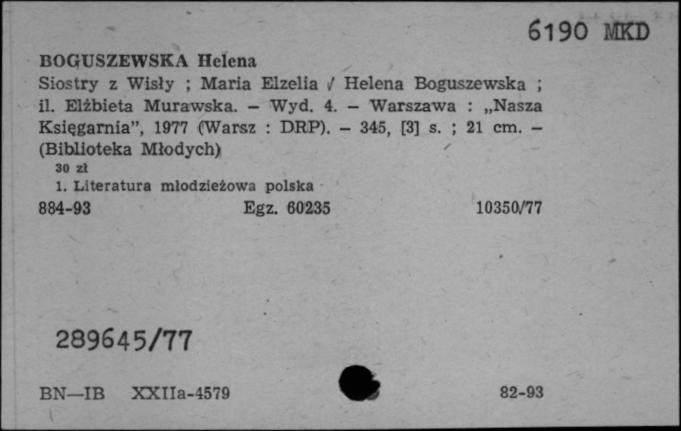 6190 MKD
BOGUSZEWSKA Helena
Siostry z Wisły ; Maria Elzelia / Helena Boguszewska ;
il. Elżbieta Murawska. — Wyd. 4. — Warszawa : „Nasza
Księgarnia”, 1977 (Warsz : DRP). — 345, [3] s. ; 21 cm. —
(Biblioteka Młodych)
30 zł
1. Literatura młodzieżowa polska
884-93 Egz. 60235 10350/77
289645/77
BN—IB XXIIa-4579 82-93